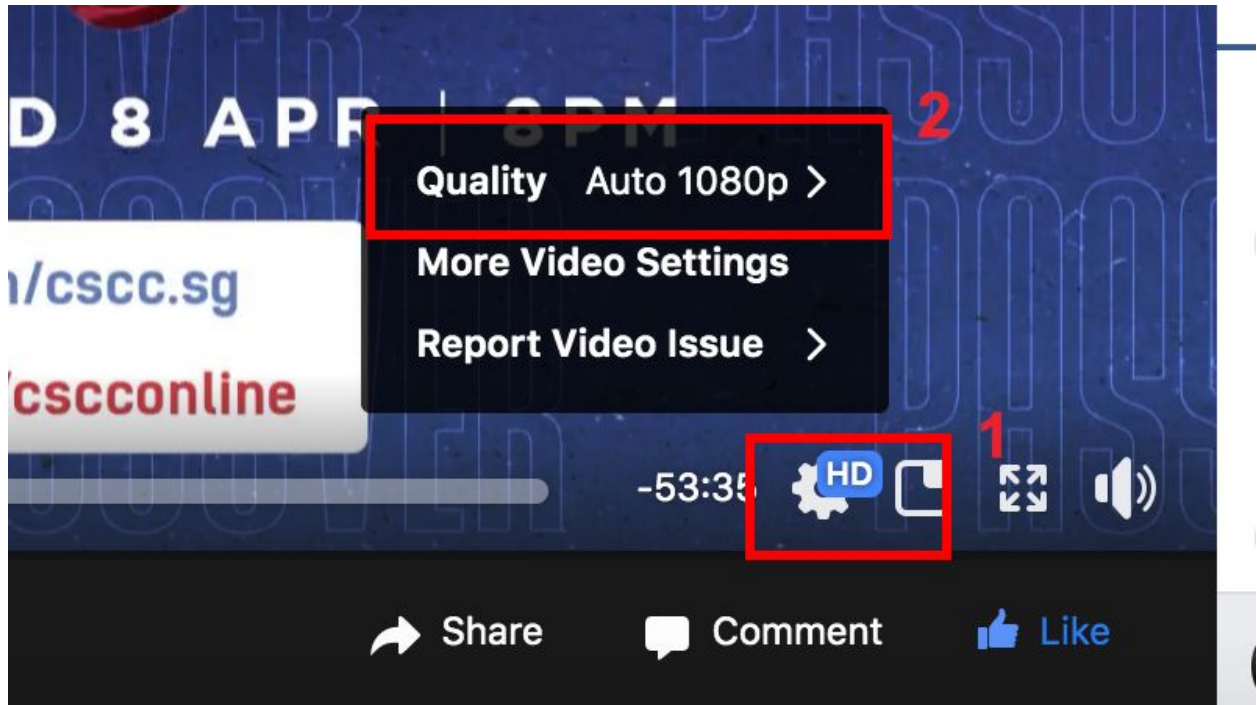 D 8 APR | 8PM
2
Quality Auto 1080p >
More Video Settings
Report Video Issue >
/cscc.sg
/cscconline
1
-53:35
HD
Share
Comment
Like